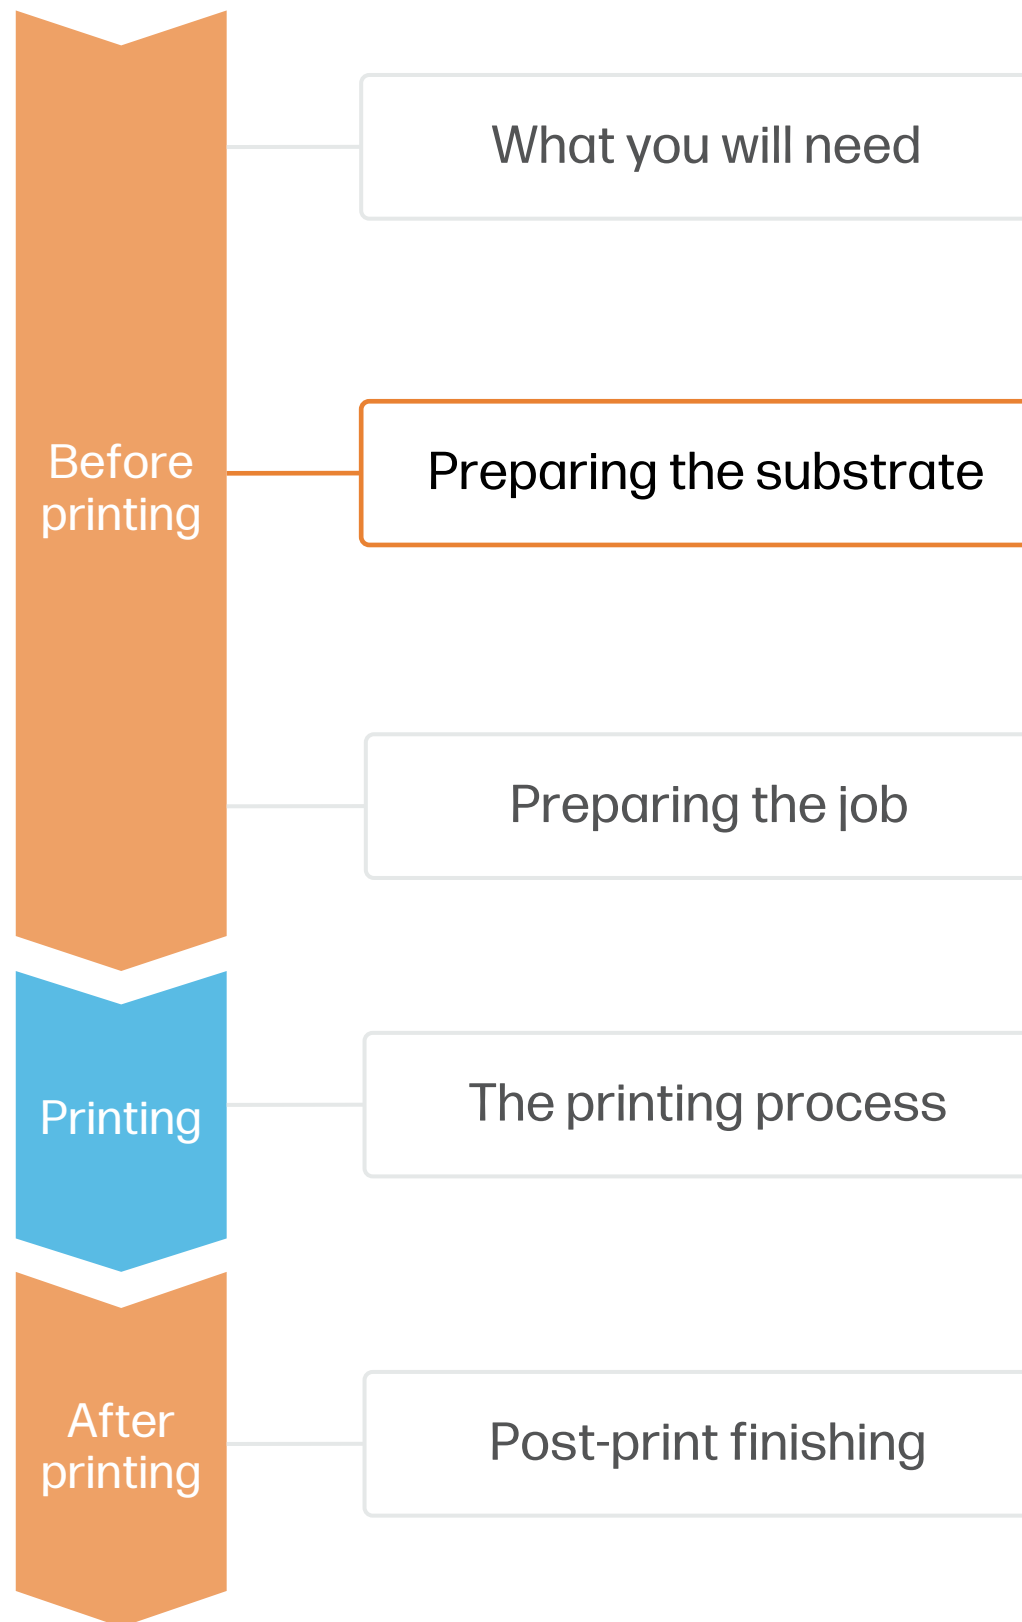 What you will need
Before
printing
Preparing the substrate
Preparing the job
Printing
The printing process
After
printing
Post-print finishing